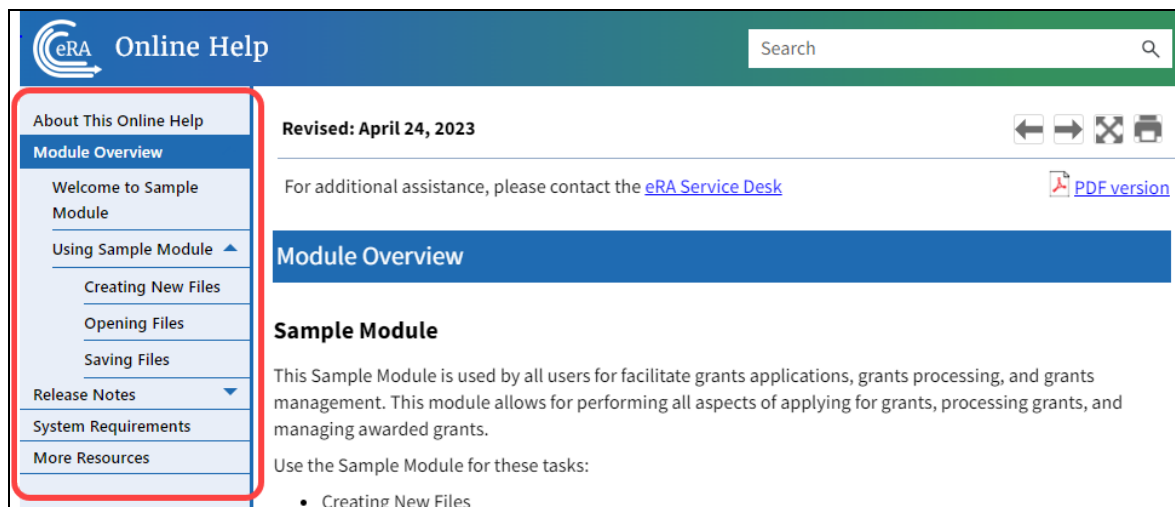 eRA Online Help
Search
About This Online Help
Module Overview
Welcome to Sample
Module
Using Sample Module
Creating New Files
Opening Files
Saving Files
Release Notes
System Requirements
More Resources
Revised: April 24, 2023
For additional assistance, please contact the eRA Service Desk
PDF version
Module Overview
Sample Module
This Sample Module is used by all users for facilitate grants applications, grants processing, and grants
management. This module allows for performing all aspects of applying for grants, processing grants, and
managing awarded grants.
Use the Sample Module for these tasks:
• Creating New Files